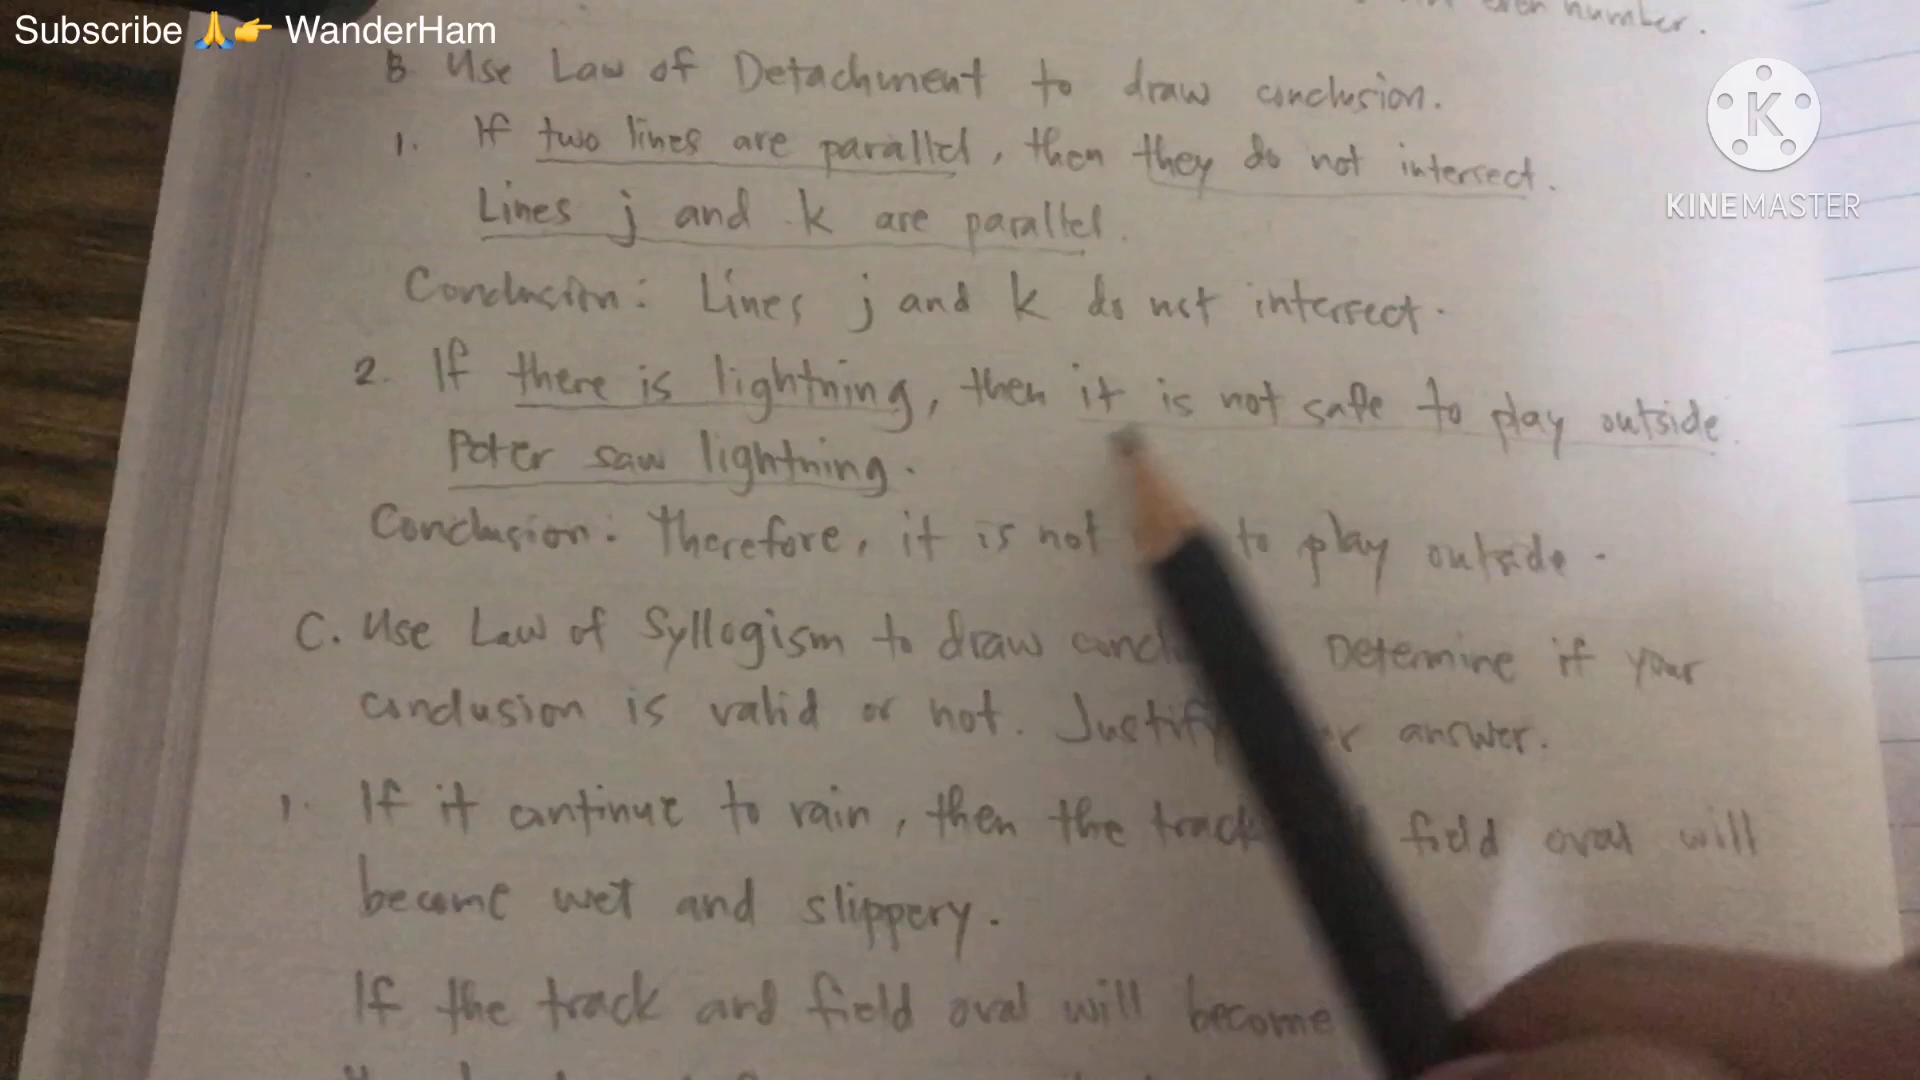 Subscribe 🙏👉 WanderHam
even number.
B Use Law of Detachment to draw conclusion.
KINEMASTER
1. If two lines are parallel, then they do not intersect.
Lines j and k are parallel.
Conclusion: Lines j and k do not intersect.
2. If there is lightning, then it is not safe to play outside.
Peter saw lightning.
Conclusion: Therefore, it is not to play outside.
C. Use Law of Syllogism to draw Determine if your
conclusion is valid or not. Justify answer.
1. If it continue to rain, then the track field oval will
become wet and slippery.
If the track and field oval will become